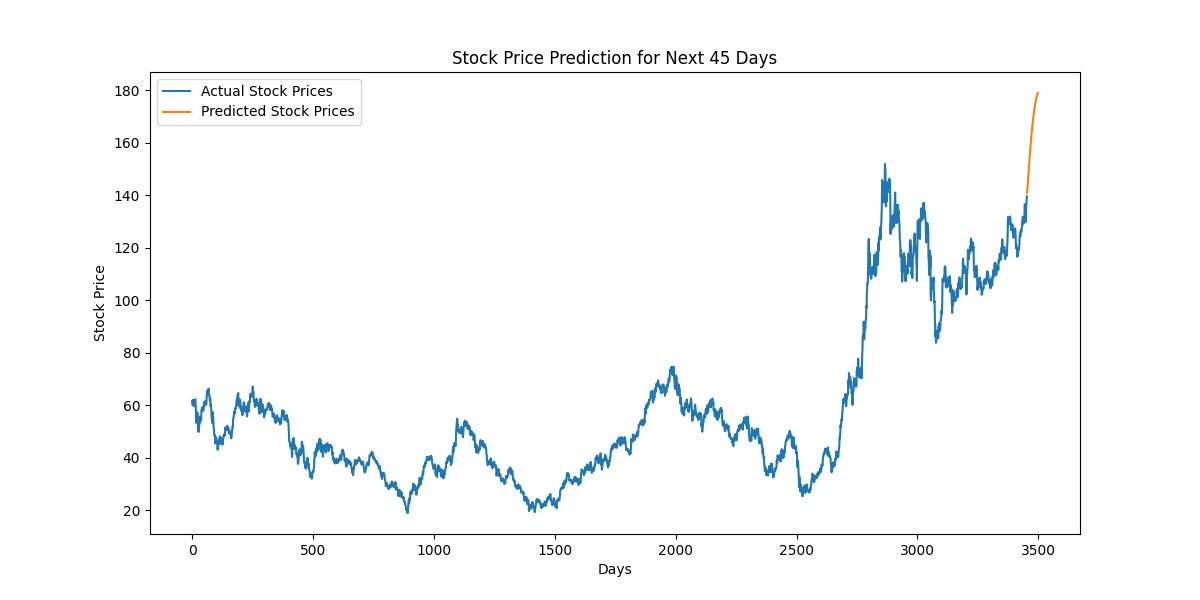 Stock Price Prediction for Next 45 Days
Actual Stock Prices
Predicted Stock Prices
180
160
140
120
100
80
60
40
20
Stock Price
0 500 1000 1500 2000 2500 3000 3500
Days